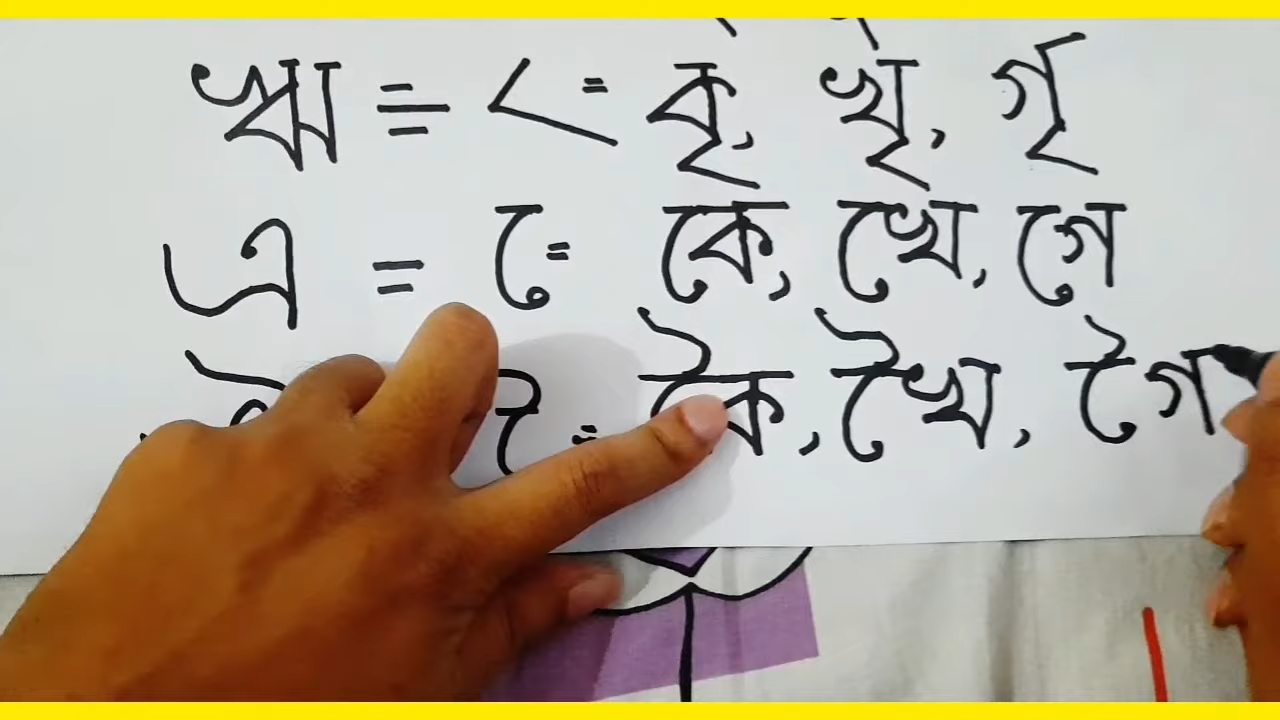 ঋ = ৃ = কৃ, খৃ, গৃ
এ = ে = কে, খে, গে
ৈ = কৈ, খৈ, গৈ